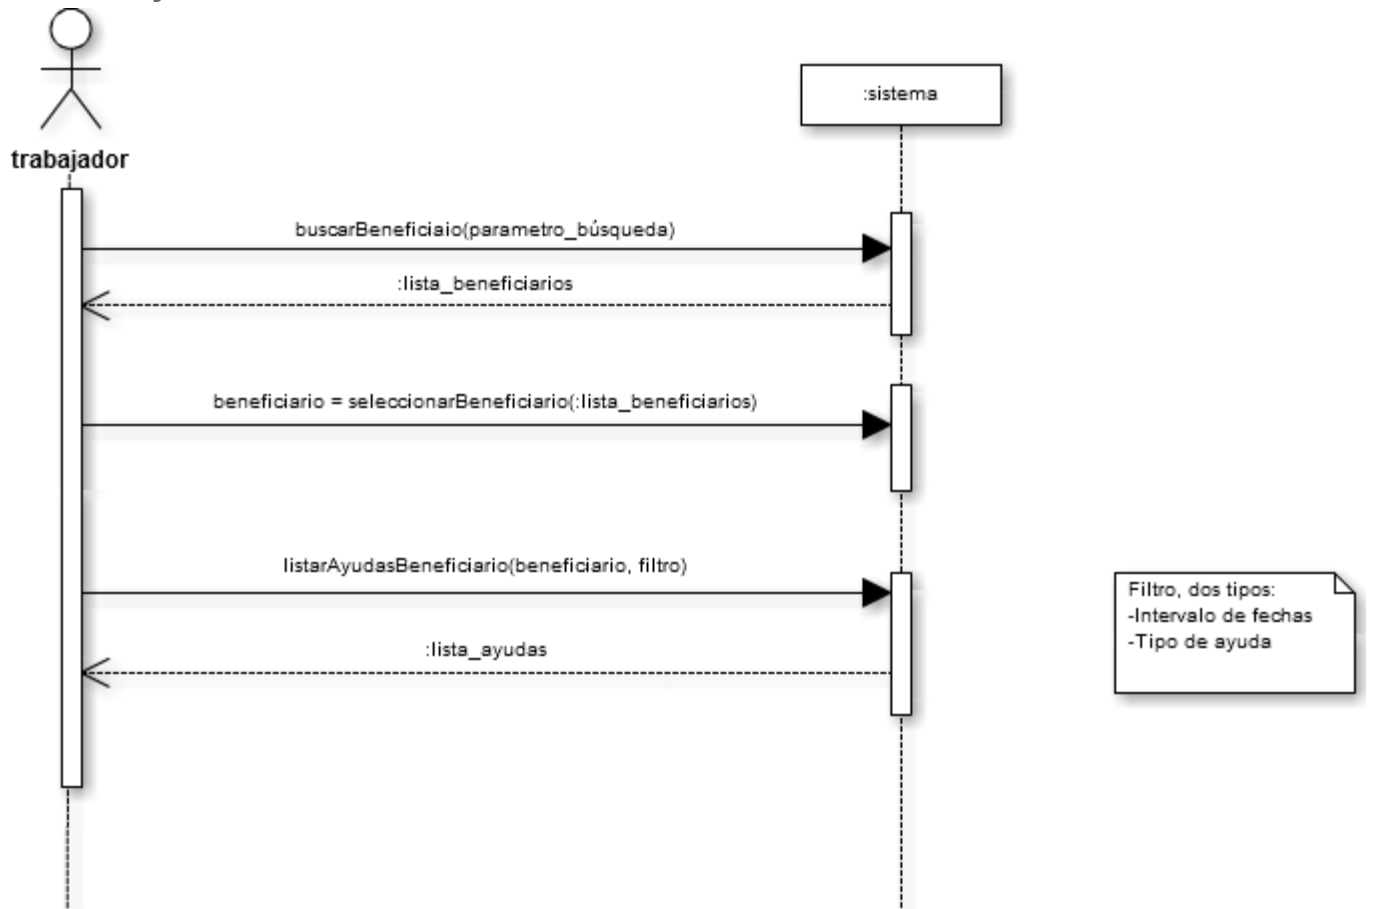 :sistema
trabajador
buscarBeneficiaio(parametro_búsqueda)
:lista_beneficiarios
beneficiario = seleccionarBeneficiario(:lista_beneficiarios)
listarAyudasBeneficiario(beneficiario, filtro)
:lista_ayudas
Filtro, dos tipos:
-Intervalo de fechas
-Tipo de ayuda